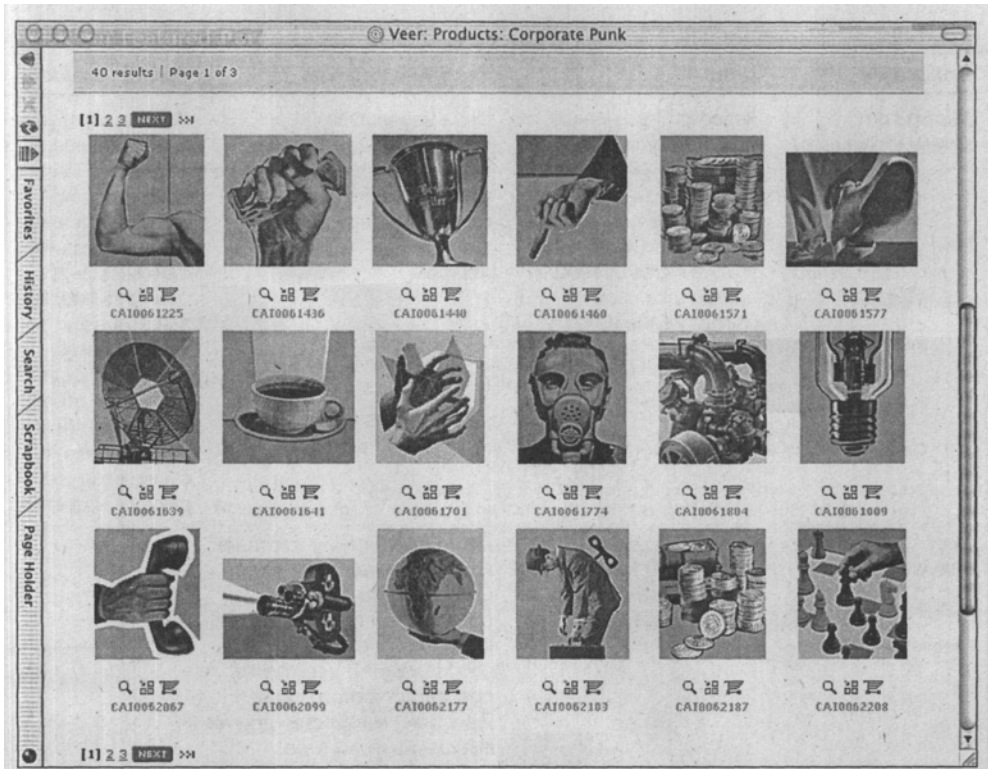 Veer: Products: Corporate Punk
40 results | Page 1 of 3
[1] 2 3 NEXT
CAI0061225 CAI0061436 CAI0061440 CAI0061460 CAI0061571 CAI0061577
CAI0061639 CAI0061641 CAI0061701 CAI0061774 CAI0061804 CAI0061009
CAI0062067 CAI0062099 CAI0062177 CAI0062103 CAI0062187 CAI0062208
[1] 2 3 NEXT
Favorites
History
Search
Scrapbook
Page Holder